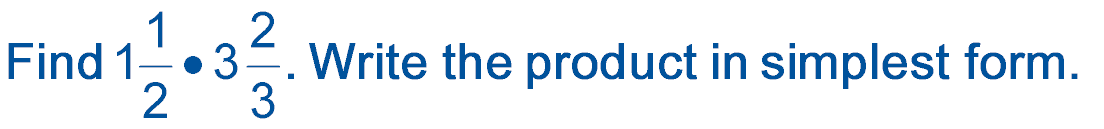 Find 1 1/2 • 3 2/3. Write the product in simplest form.